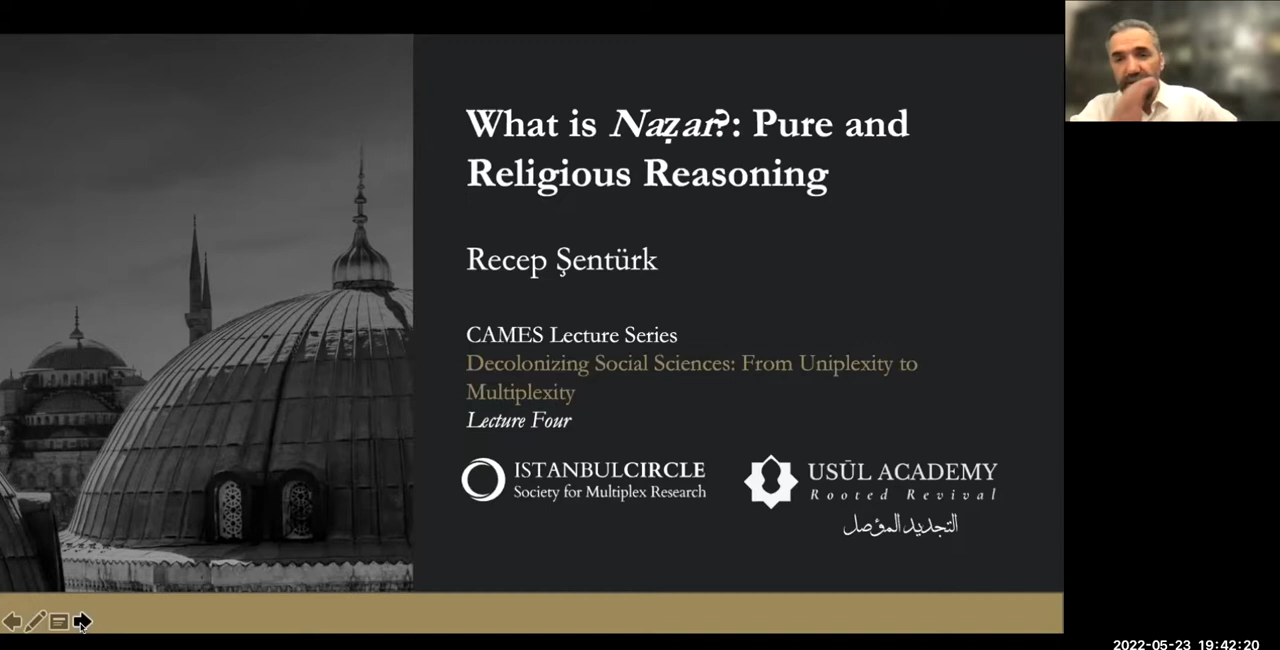 What is Naẓar?: Pure and
Religious Reasoning
Recep Şentürk
CAMES Lecture Series
Decolonizing Social Sciences: From Uniplexity to
Multiplexity
Lecture Four
ISTANBULCIRCLE
Society for Multiplex Research
USŪL ACADEMY
Rooted Revival
التجديد المؤصل
2022-05-23 19:42:20